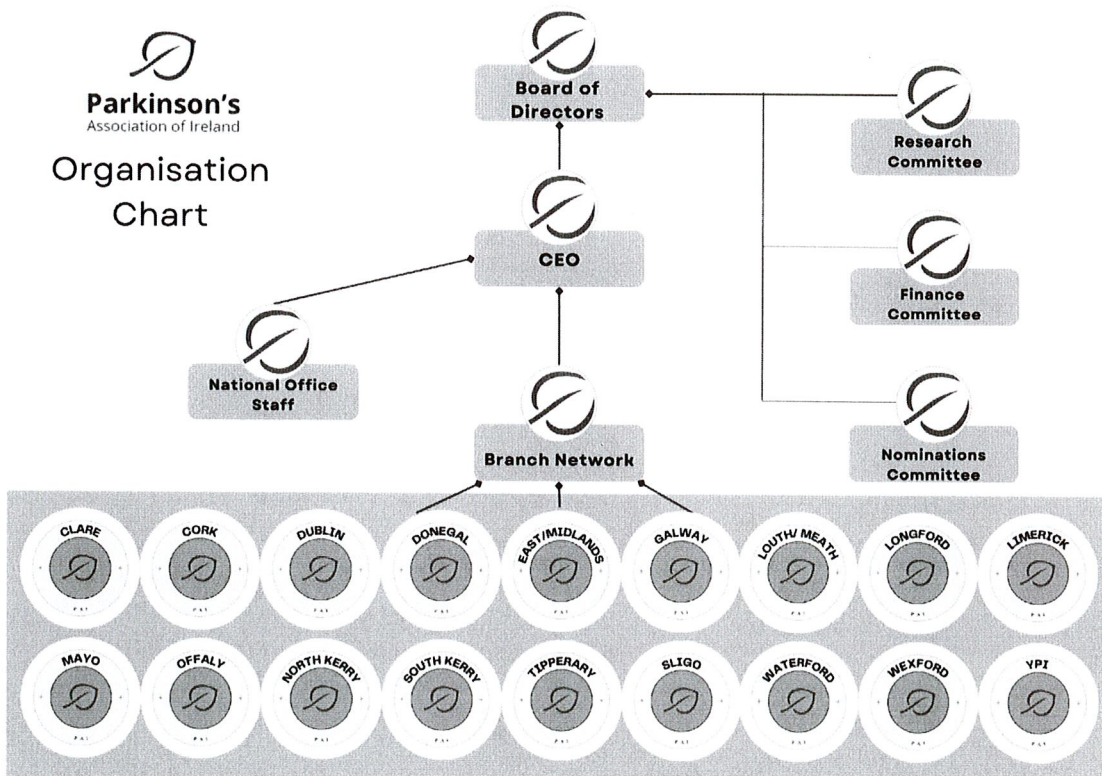 Parkinson's
Association of Ireland
Organisation
Chart
Board of
Directors
Research
Committee
CEO
Finance
Committee
National Office
Staff
Branch Network
Nominations
Committee
CLARE
CORK
DUBLIN
DONEGAL
EAST/MIDLANDS
GALWAY
LOUTH/ MEATH
LONGFORD
LIMERICK
MAYO
OFFALY
NORTH KERRY
SOUTH KERRY
TIPPERARY
SLIGO
WATERFORD
WEXFORD
YPI